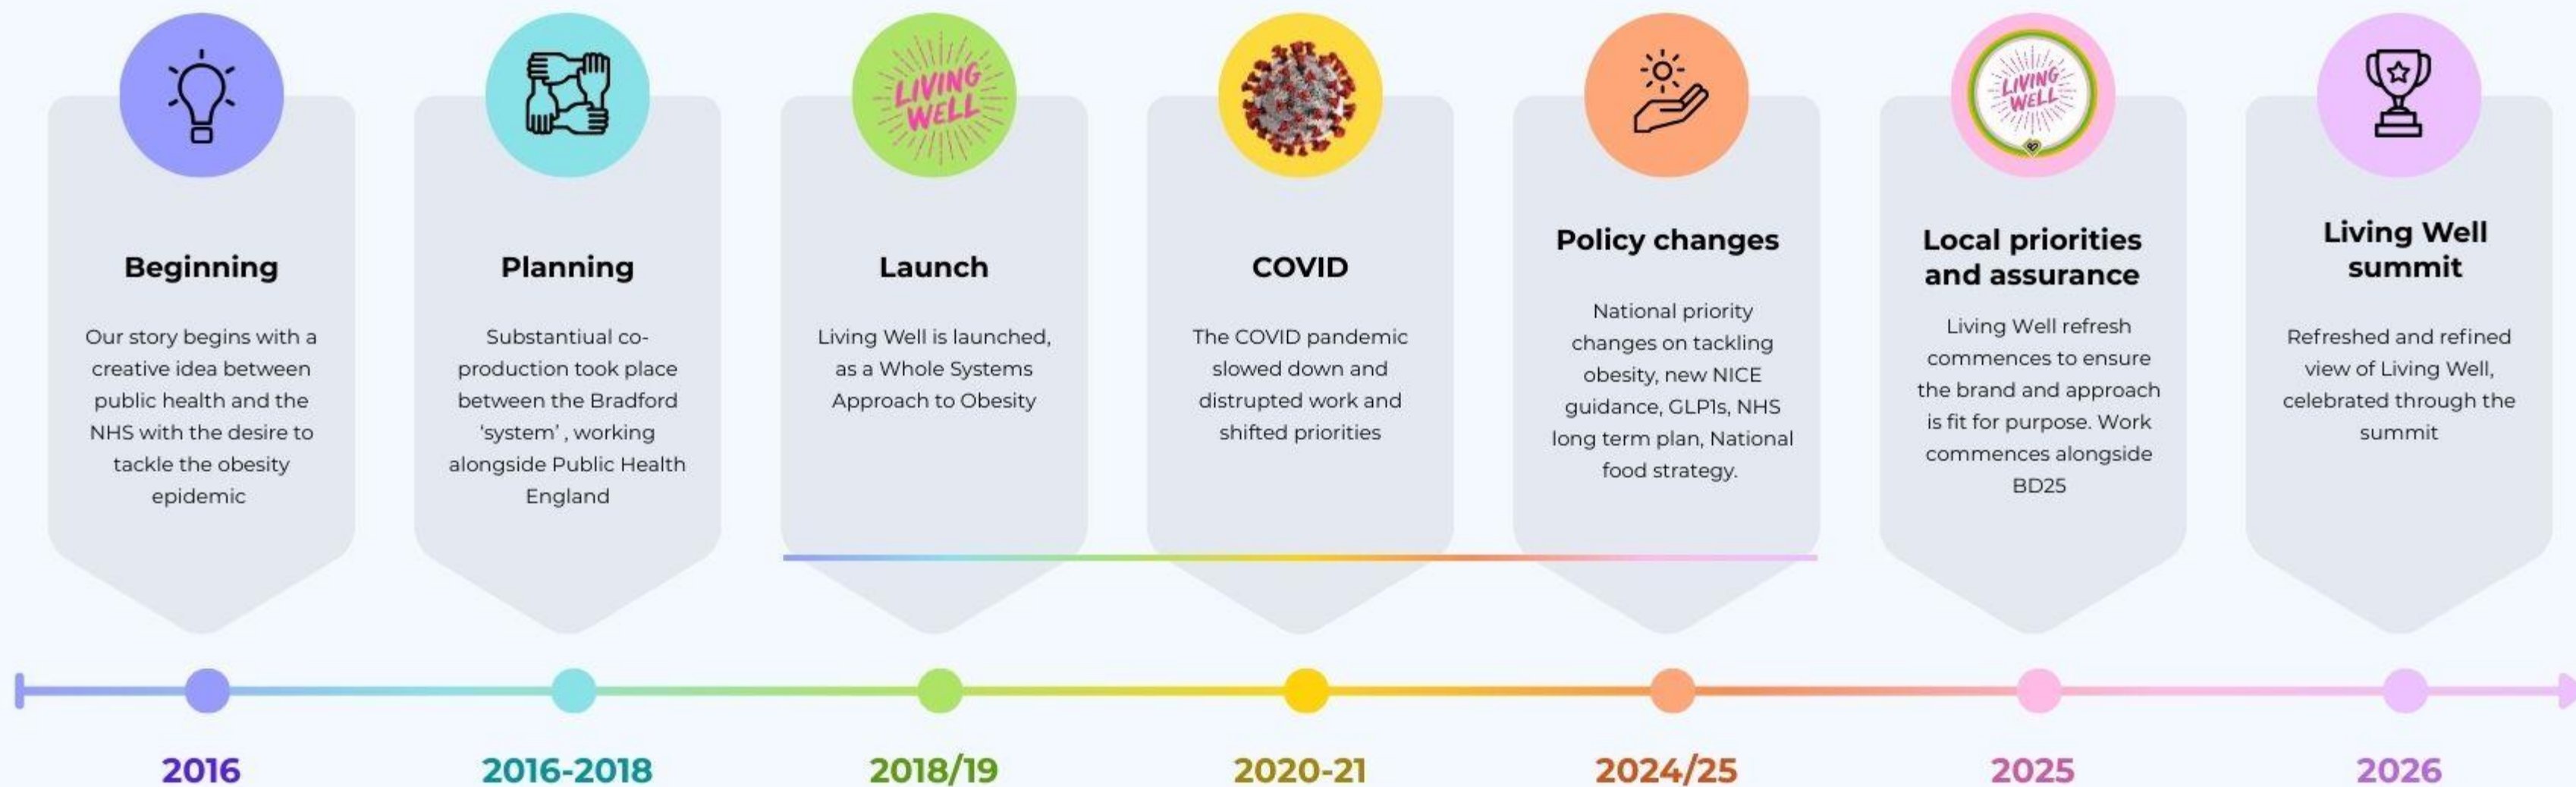 LIVING
WELL
LIVING
WELL
Beginning
Our story begins with a
creative idea between
public health and the
NHS with the desire to
tackle the obesity
epidemic
Planning
Substantiual co-
production took place
between the Bradford
‘system’ , working
alongside Public Health
England
Launch
Living Well is launched,
as a Whole Systems
Approach to Obesity
COVID
The COVID pandemic
slowed down and
distrupted work and
shifted priorities
Policy changes
National priority
changes on tackling
obesity, new NICE
guidance, GLP1s, NHS
long term plan, National
food strategy.
Local priorities
and assurance
Living Well refresh
commences to ensure
the brand and approach
is fit for purpose. Work
commences alongside
BD25
Living Well
summit
Refreshed and refined
view of Living Well,
celebrated through the
summit
2016
2016-2018
2018/19
2020-21
2024/25
2025
2026